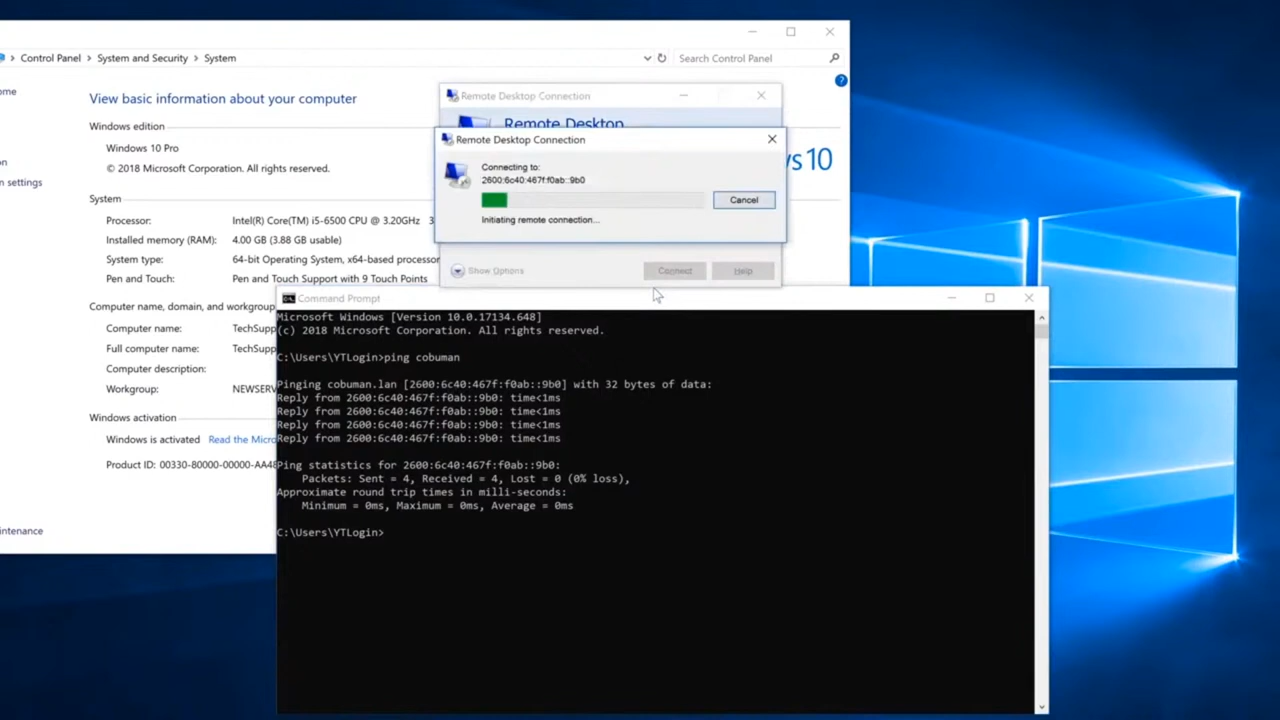 Control Panel > System and Security > System
Search Control Panel
ome
View basic information about your computer
Windows edition
Windows 10 Pro
© 2018 Microsoft Corporation. All rights reserved.
n settings
System
Processor: Intel(R) Core(TM) i5-6500 CPU @ 3.20GHz 3
Installed memory (RAM): 4.00 GB (3.88 GB usable)
System type: 64-bit Operating System, x64-based processor
Pen and Touch: Pen and Touch Support with 9 Touch Points
Computer name, domain, and workgroup
Computer name: TechSupp
Full computer name: TechSupp
Computer description:
Workgroup: NEWSERV
Windows activation
Windows is activated Read the Micro
Product ID: 00330-80000-00000-AA48
intenance
vs 10
Remote Desktop Connection
Remote Desktop
Remote Desktop Connection
Connecting to:
2600:6c40:467f:f0ab::9b0
Cancel
Initiating remote connection...
Show Options
Connect
Help
Command Prompt
Microsoft Windows [Version 10.0.17134.648]
(c) 2018 Microsoft Corporation. All rights reserved.
C:\Users\YTLogin>ping cobuman
Pinging cobuman.lan [2600:6c40:467f:f0ab::9b0] with 32 bytes of data:
Reply from 2600:6c40:467f:f0ab::9b0: time<1ms
Reply from 2600:6c40:467f:f0ab::9b0: time<1ms
Reply from 2600:6c40:467f:f0ab::9b0: time<1ms
Reply from 2600:6c40:467f:f0ab::9b0: time<1ms
Ping statistics for 2600:6c40:467f:f0ab::9b0:
Packets: Sent = 4, Received = 4, Lost = 0 (0% loss),
Approximate round trip times in milli-seconds:
Minimum = 0ms, Maximum = 0ms, Average = 0ms
C:\Users\YTLogin>